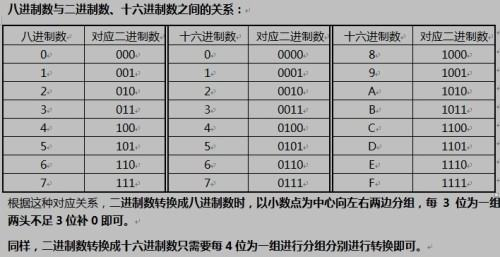 八进制数与二进制数、十六进制数之间的关系：
八进制数 对应二进制数 十六进制数 对应二进制数 十六进制数 对应二进制数
0 000 0 0000 8 1000
1 001 1 0001 9 1001
2 010 2 0010 A 1010
3 011 3 0011 B 1011
4 100 4 0100 C 1100
5 101 5 0101 D 1101
6 110 6 0110 E 1110
7 111 7 0111 F 1111
根据这种对应关系，二进制数转换成八进制数时，以小数点为中心向左右两边分组，每 3 位为一组
两头不足 3 位补 0 即可。
同样，二进制数转换成十六进制数只需要每 4 位为一组进行分组分别进行转换即可。